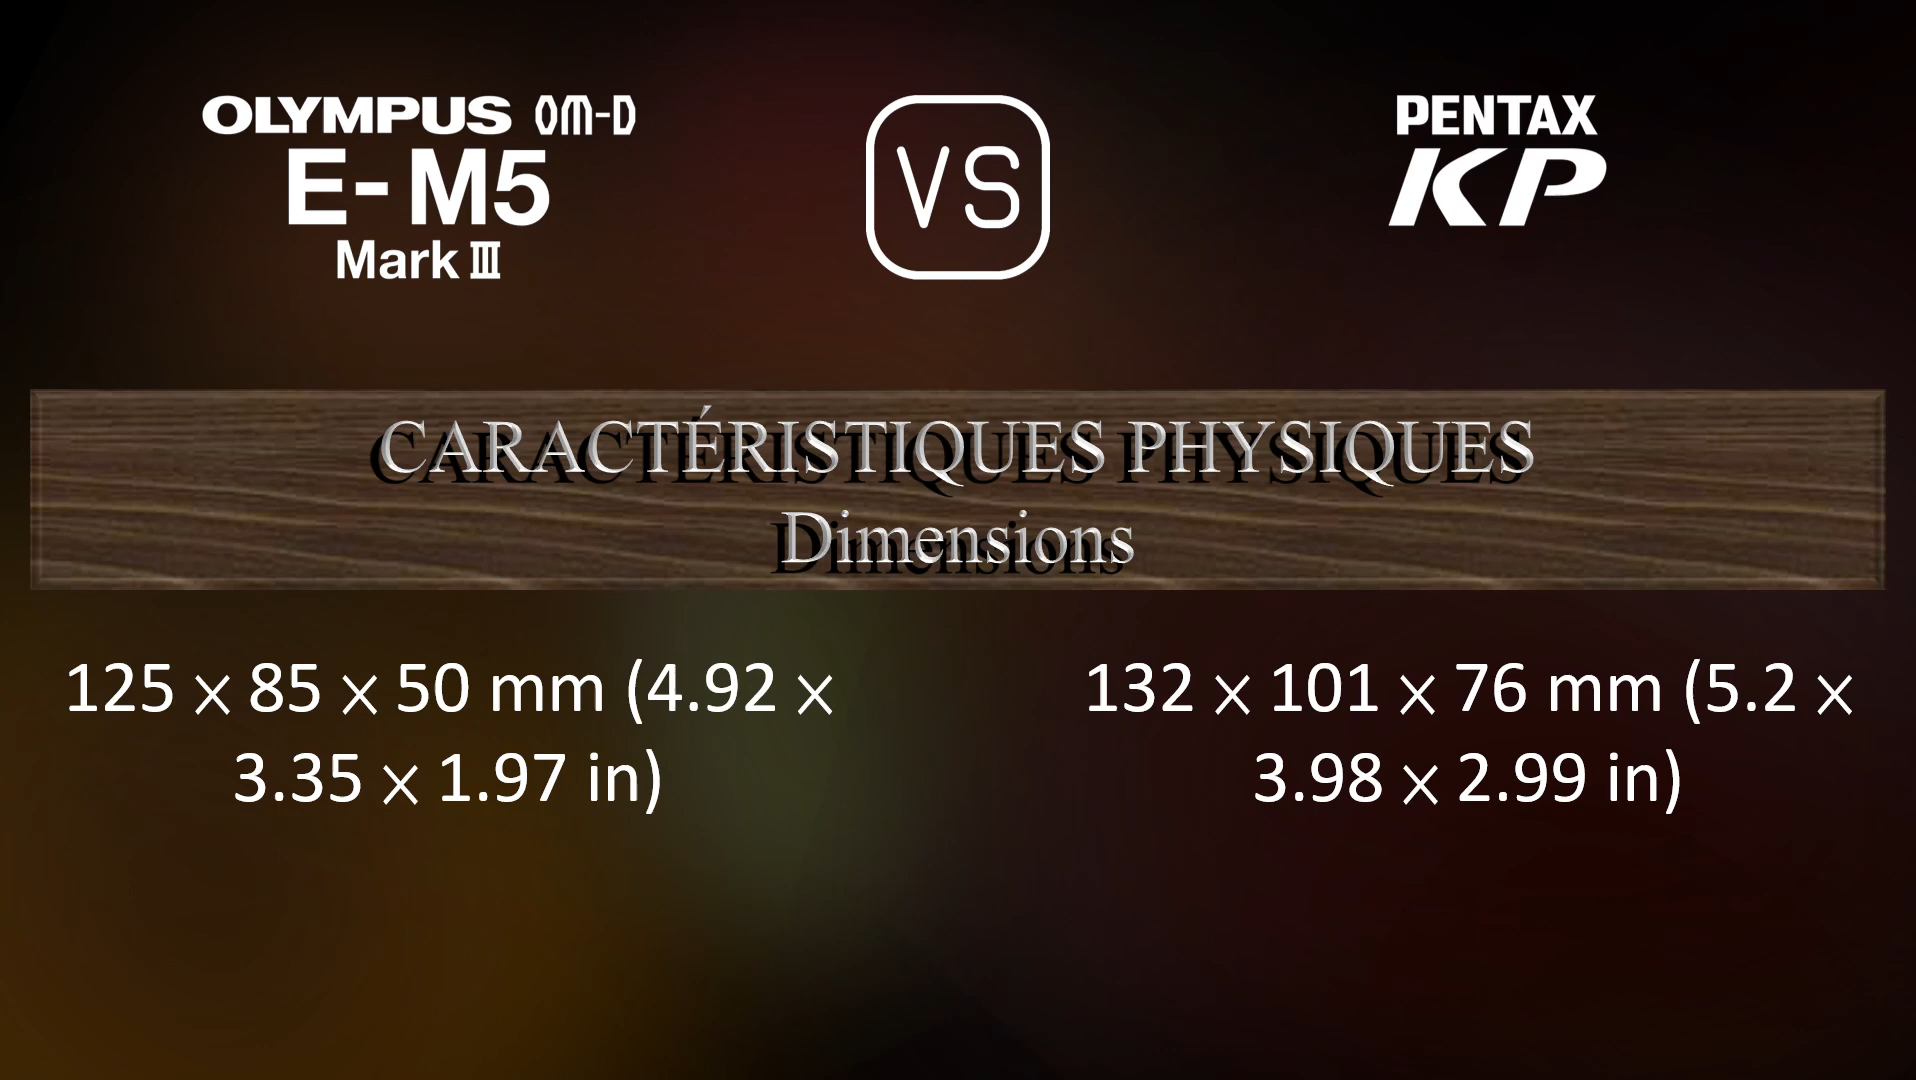 OLYMPUS OM-D
E-M5
Mark III
VS
PENTAX
KP
CARACTÉRISTIQUES PHYSIQUES
Dimensions
125 x 85 x 50 mm (4.92 x
3.35 x 1.97 in)
132 x 101 x 76 mm (5.2 x
3.98 x 2.99 in)